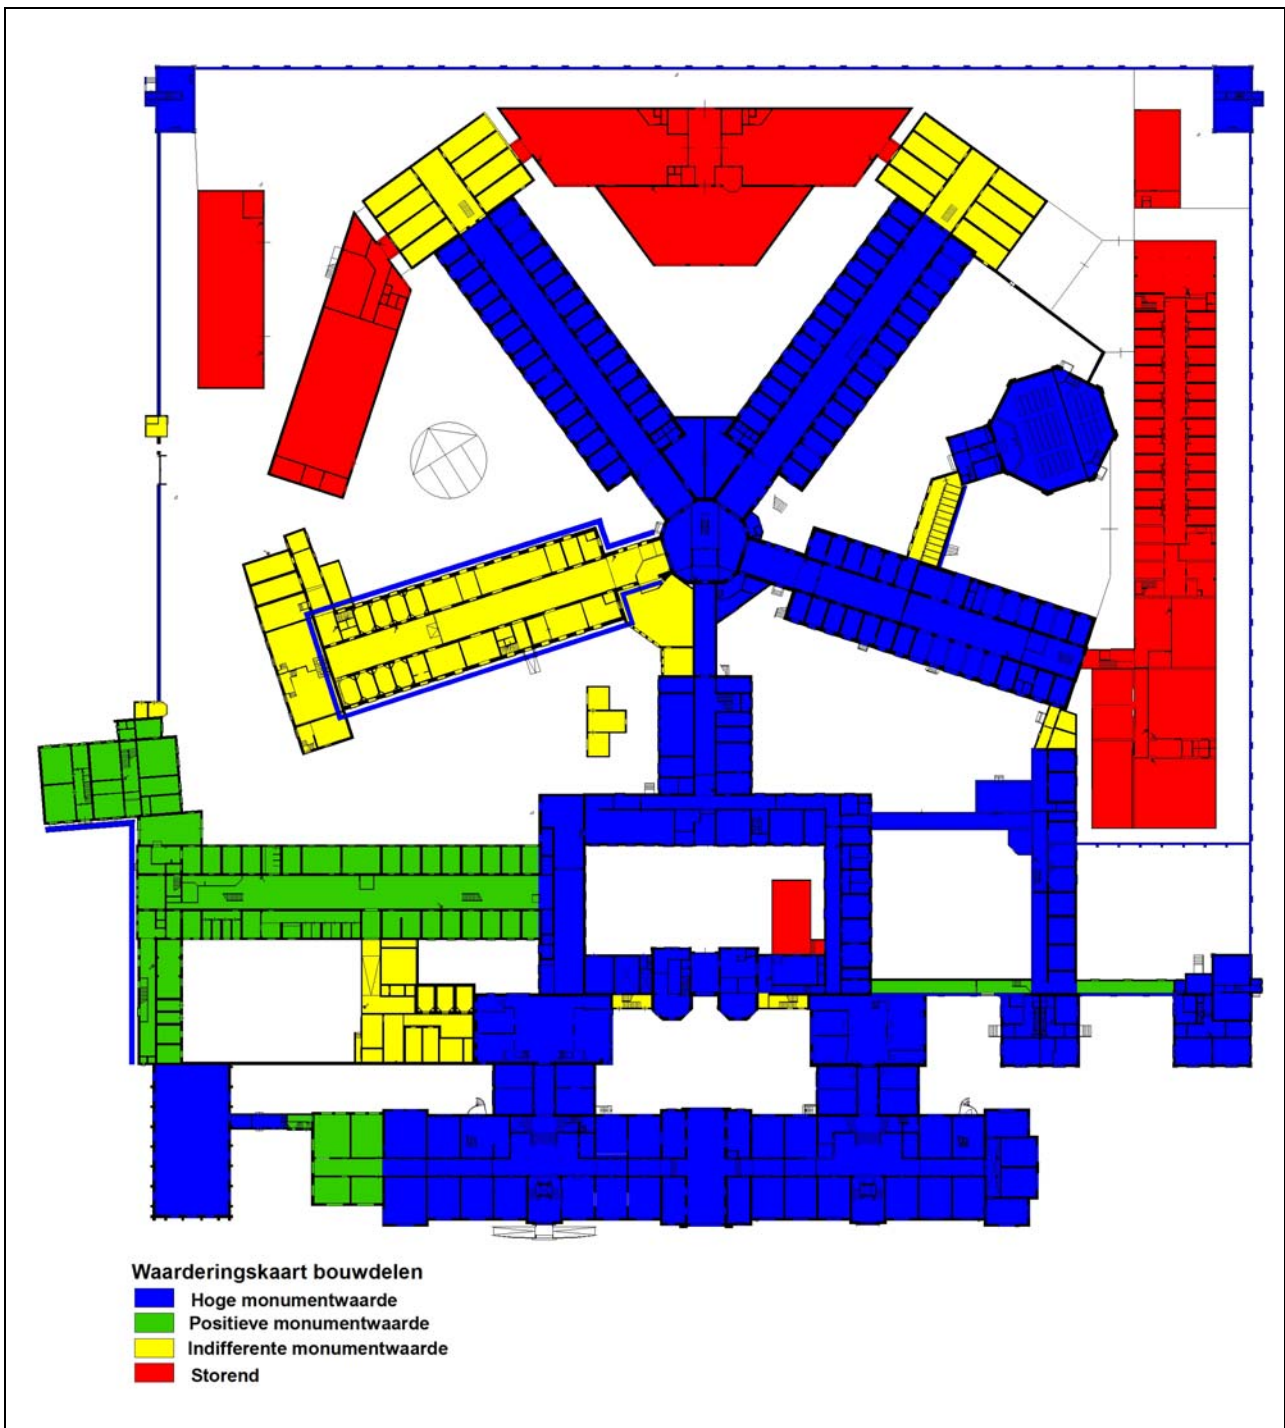 Waarderingskaart bouwdelen
Hoge monumentwaarde
Positieve monumentwaarde
Indifferente monumentwaarde
Storend